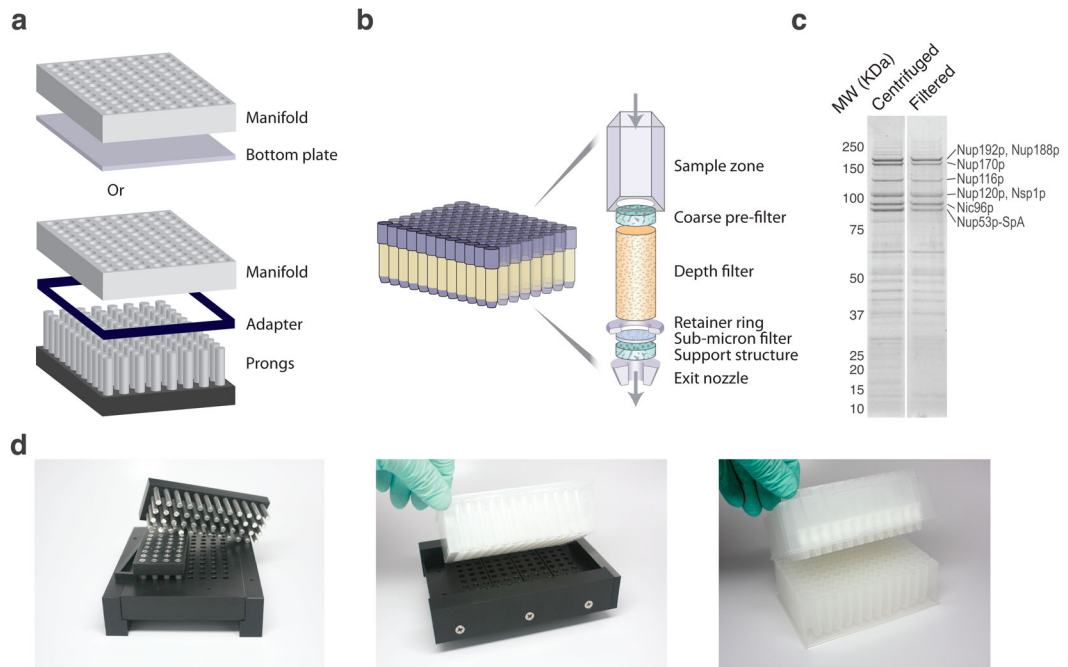 a
Manifold
Bottom plate
Or
Manifold
Adapter
Prongs
b
Sample zone
Coarse pre-filter
Depth filter
Retainer ring
Sub-micron filter
Support structure
Exit nozzle
c
MW (KDa)
Centrifuged
Filtered
250
150
100
75
50
37
25
20
15
10
Nup192p, Nup188p
Nup170p
Nup116p
Nup120p, Nsp1p
Nic96p
Nup53p-SpA
d